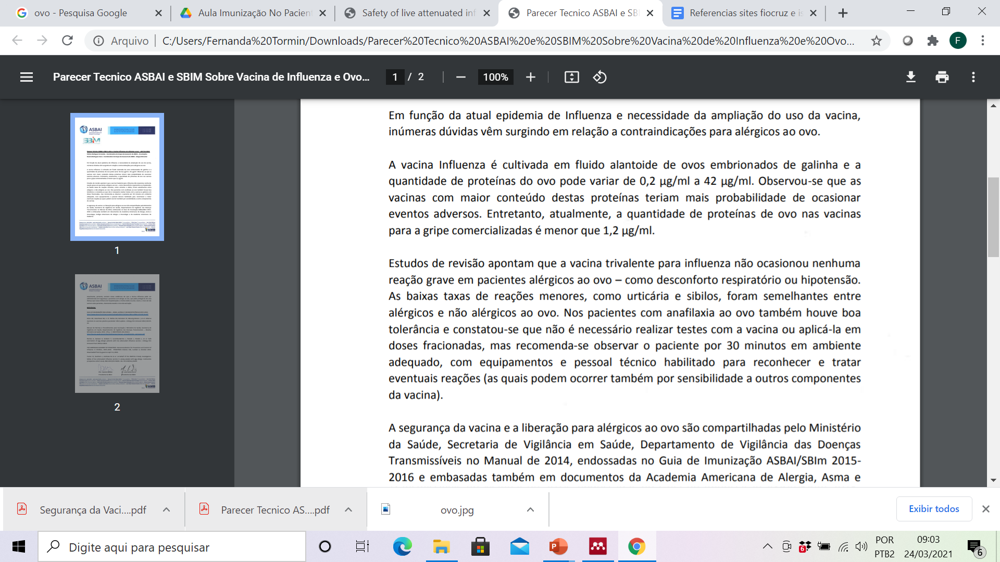 ovo - Pesquisa Google
Aula Imunização No Pacien
Safety of live attenuated inf
Parecer Tecnico ASBAI e SB
Referencias sites fiocruz e is
Arquivo
C:/Users/Fernanda%20Tormin/Downloads/Parecer%20Tecnico%20ASBAI%20e%20SBIM%20Sobre%20Vacina%20de%20Influenza%20e%20Ovo...
F
Parecer Tecnico ASBAI e SBIM Sobre Vacina de Influenza e Ovo...
1 / 2
100%
ASBAI
SBIM
AMB
1
ASBAI
AMB
2
Em função da atual epidemia de Influenza e necessidade da ampliação do uso da vacina,
inúmeras dúvidas vêm surgindo em relação a contraindicações para alérgicos ao ovo.
A vacina Influenza é cultivada em fluido alantoide de ovos embrionados de galinha e a
quantidade de proteínas do ovo pode variar de 0,2 µg/ml a 42 µg/ml. Observou-se que as
vacinas com maior conteúdo destas proteínas teriam mais probabilidade de ocasionar
eventos adversos. Entretanto, atualmente, a quantidade de proteínas de ovo nas vacinas
para a gripe comercializadas é menor que 1,2 µg/ml.
Estudos de revisão apontam que a vacina trivalente para influenza não ocasionou nenhuma
reação grave em pacientes alérgicos ao ovo – como desconforto respiratório ou hipotensão.
As baixas taxas de reações menores, como urticária e sibilos, foram semelhantes entre
alérgicos e não alérgicos ao ovo. Nos pacientes com anafilaxia ao ovo também houve boa
tolerância e constatou-se que não é necessário realizar testes com a vacina ou aplicá-la em
doses fracionadas, mas recomenda-se observar o paciente por 30 minutos em ambiente
adequado, com equipamentos e pessoal técnico habilitado para reconhecer e tratar
eventuais reações (as quais podem ocorrer também por sensibilidade a outros componentes
da vacina).
A segurança da vacina e a liberação para alérgicos ao ovo são compartilhadas pelo Ministério
da Saúde, Secretaria de Vigilância em Saúde, Departamento de Vigilância das Doenças
Transmissíveis no Manual de 2014, endossadas no Guia de Imunização ASBAI/SBIm 2015-
2016 e embasadas também em documentos da Academia Americana de Alergia, Asma e
Segurança da Vaci....pdf
Parecer Tecnico AS....pdf
ovo.jpg
Exibir todos
Digite aqui para pesquisar
P
6
POR
PTB2
09:03
24/03/2021
6